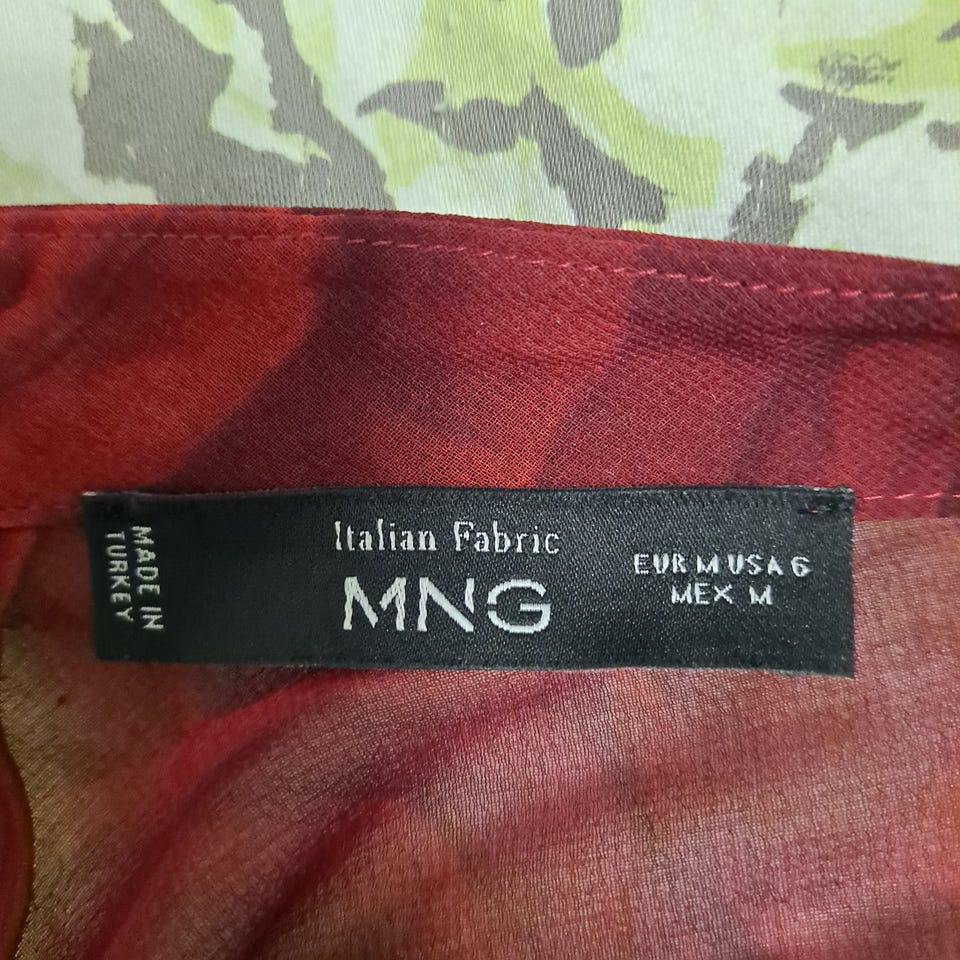 MADE IN
TURKEY
Italian Fabric
MNG
EUR M USA 6
MEX M